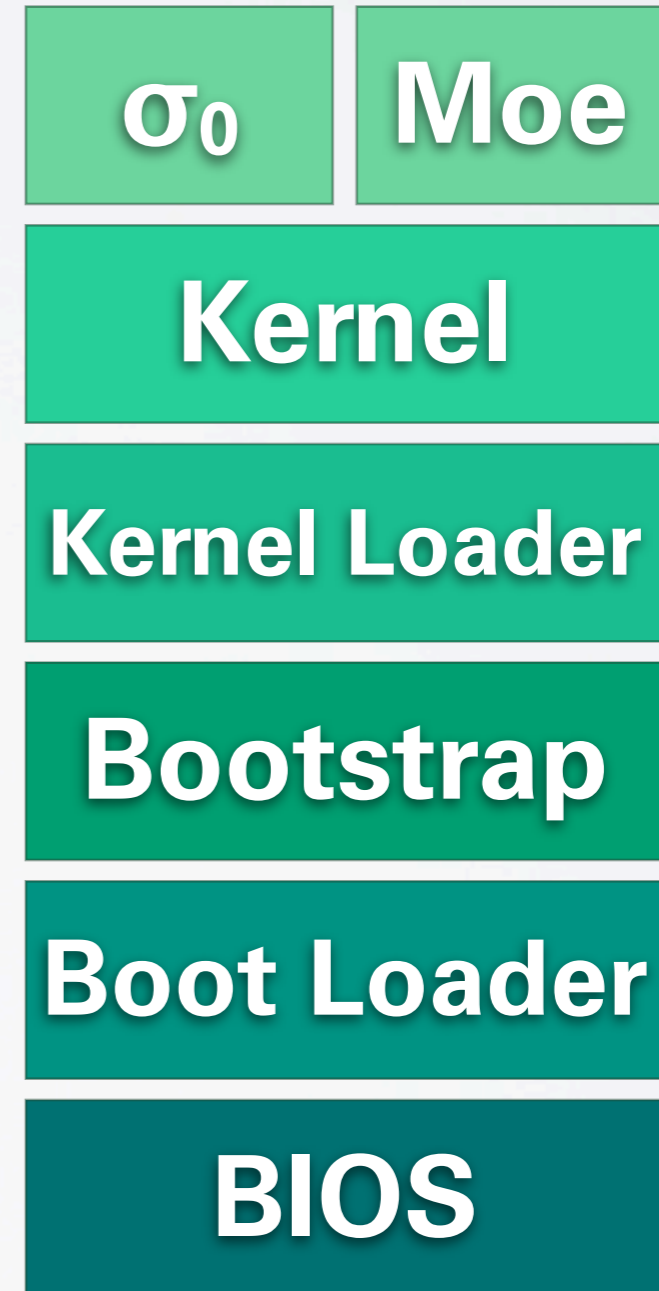 σ₀ Moe
Kernel
Kernel Loader
Bootstrap
Boot Loader
BIOS